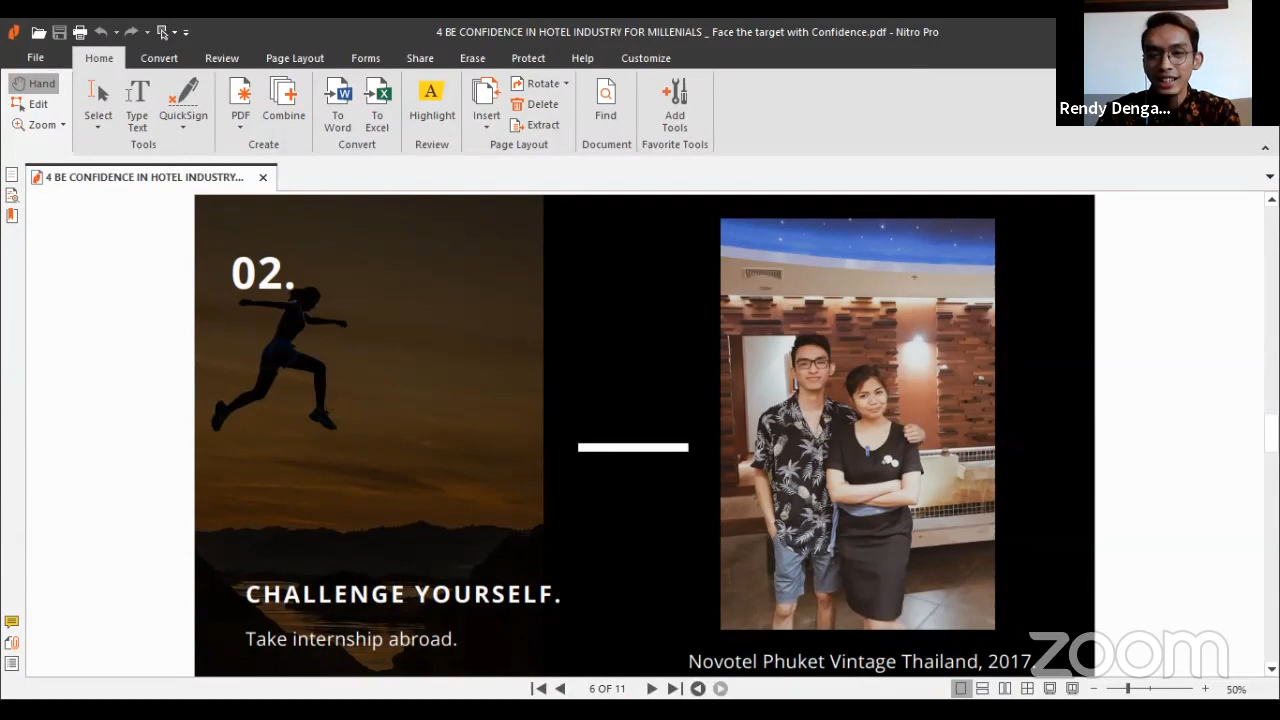 4 BE CONFIDENCE IN HOTEL INDUSTRY FOR MILLENIALS _ Face the target with Confidence.pdf - Nitro Pro
File
Home
Convert
Review
Page Layout
Forms
Share
Erase
Protect
Help
Customize
Rendy Denga...
Hand
Edit
Zoom
Select
Type Text
QuickSign
Tools
PDF
Combine
Create
To Word
To Excel
Convert
Highlight
Review
Insert
Rotate
Delete
Extract
Page Layout
Find
Document
Add Tools
Favorite Tools
4 BE CONFIDENCE IN HOTEL INDUSTRY...
02.
CHALLENGE YOURSELF.
Take internship abroad.
Novotel Phuket Vintage Thailand, 2017.
zoom
6 OF 11
50%